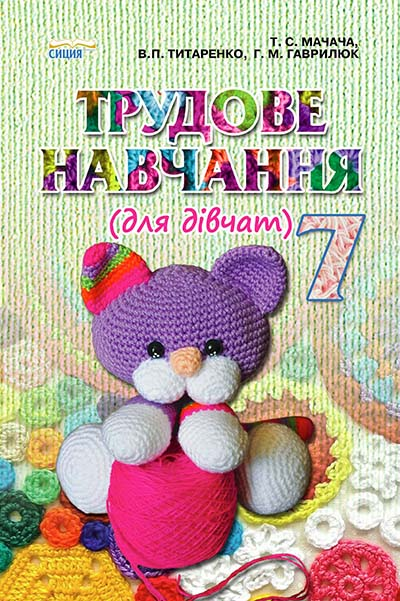 СИЦИЯ
Т. С. МАЧАЧА,
В.П. ТИТАРЕНКО, Г. М. ГАВРИЛЮК
ТРУДОВЕ
НАВЧАННЯ
(для дівчат)
7